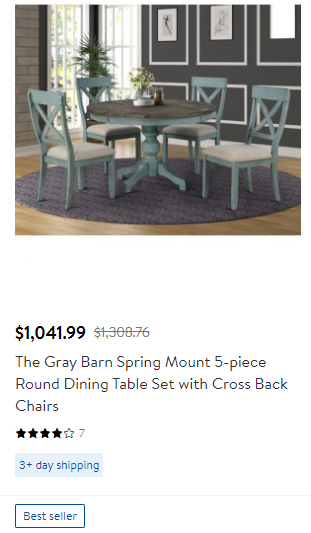 $1,041.99 $1,308.76
The Gray Barn Spring Mount 5-piece
Round Dining Table Set with Cross Back
Chairs
7
3+ day shipping
Best seller